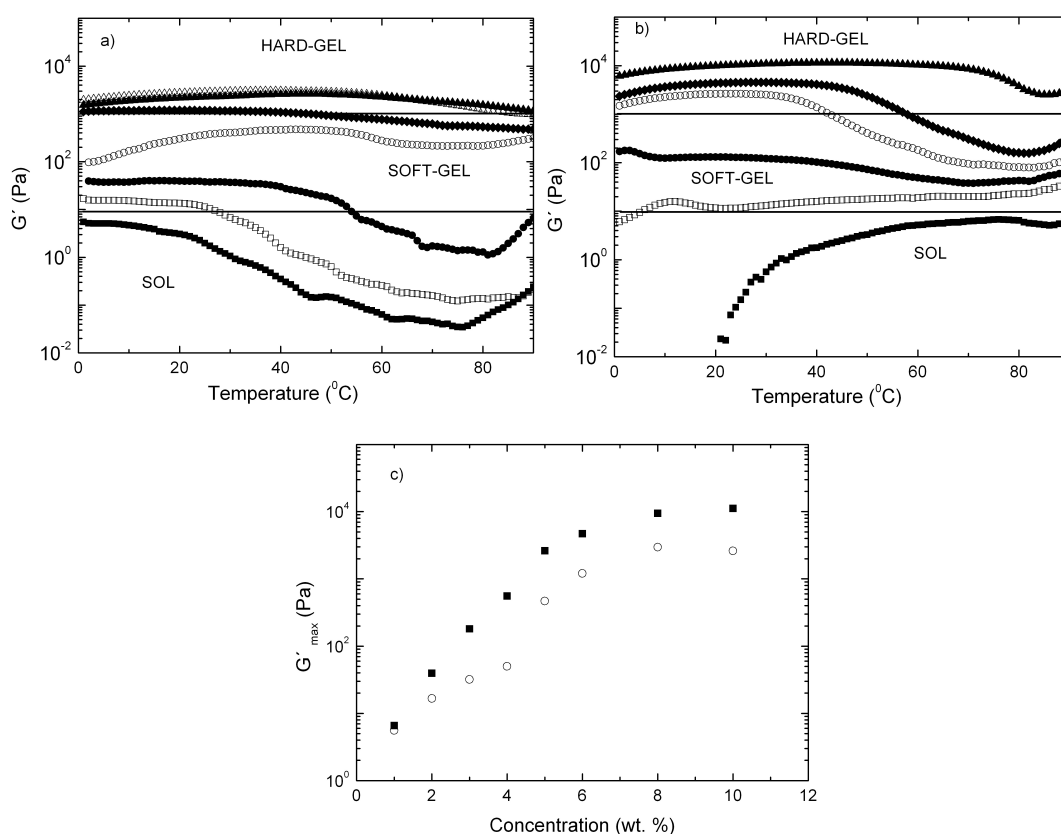 a)
HARD-GEL
SOFT-GEL
SOL
G´ (Pa)
10^4
10^2
10^0
10^-2
0 20 40 60 80
Temperature (^0C)
b)
HARD-GEL
SOFT-GEL
SOL
G´ (Pa)
10^4
10^2
10^0
10^-2
0 20 40 60 80
Temperature (^0C)
c)
G´ max (Pa)
10^4
10^2
10^0
0 2 4 6 8 10 12
Concentration (wt. %)